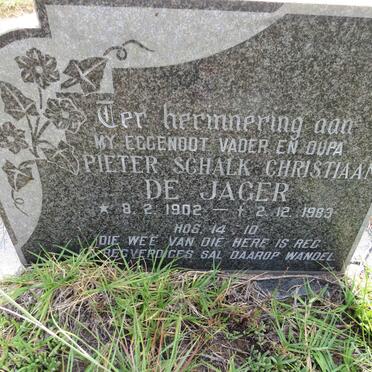 Ter herinnering aan
MY EGGENOOT VADER EN OUPA
PIETER SCHALK CHRISTIAAN
DE JAGER
* 8. 2. 1902 — † 2. 12. 1983
HOS. 14. 10
DIE WEË VAN DIE HERE IS REG
REGVERDIGES SAL DAAROP WANDEL